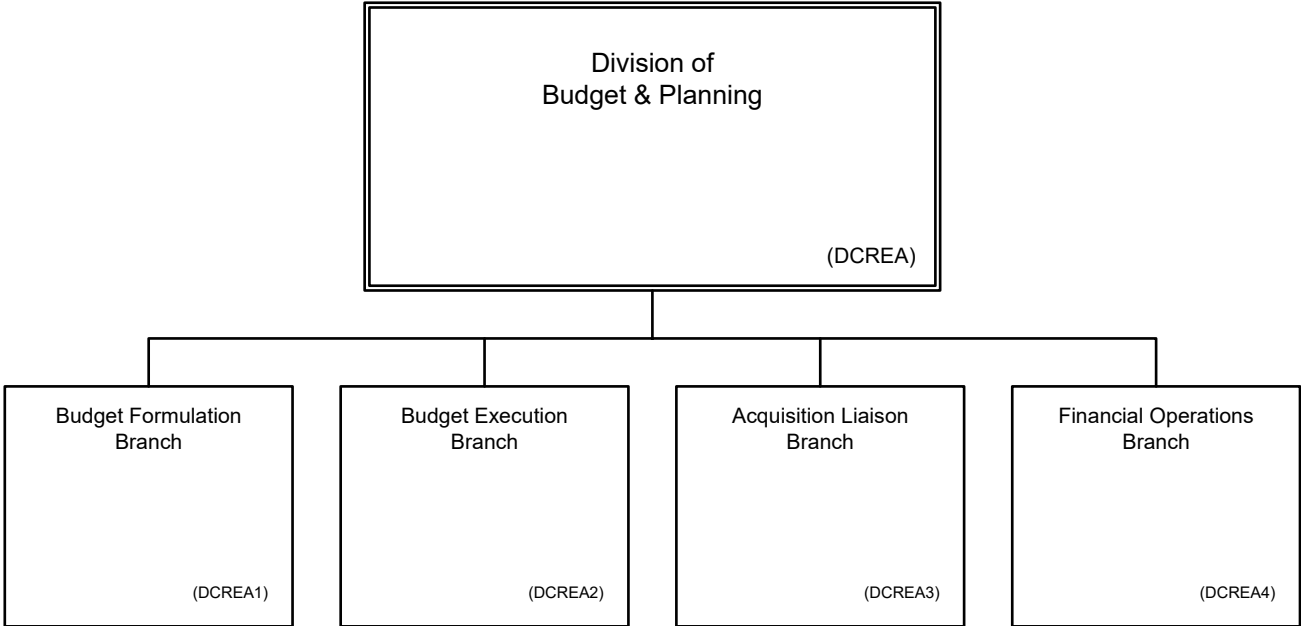 Division of
Budget & Planning
(DCREA)
Budget Formulation
Branch
(DCREA1)
Budget Execution
Branch
(DCREA2)
Acquisition Liaison
Branch
(DCREA3)
Financial Operations
Branch
(DCREA4)